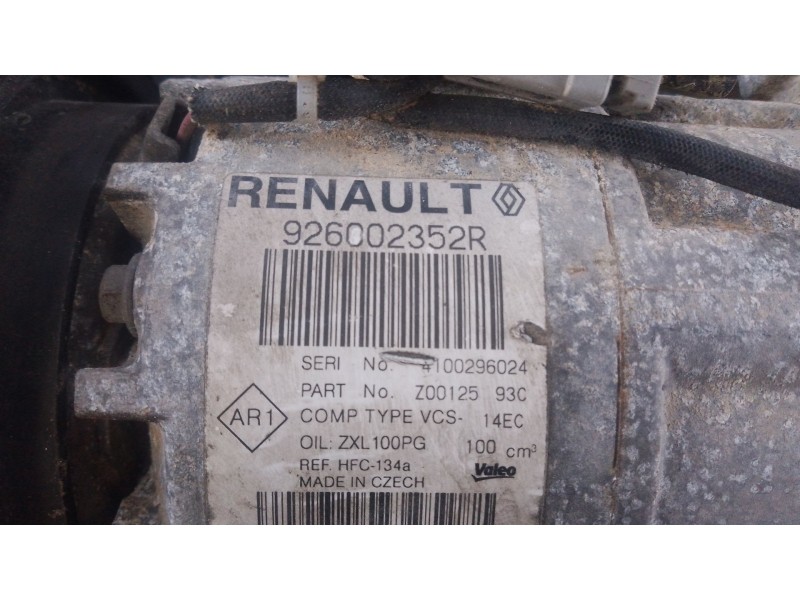 RENAULT
926002352R
SERI No. 4100296024
PART No. Z00125 93C
AR1
COMP TYPE VCS- 14EC
OIL: ZXL100PG 100 cm³
REF. HFC-134a
Valeo
MADE IN CZECH